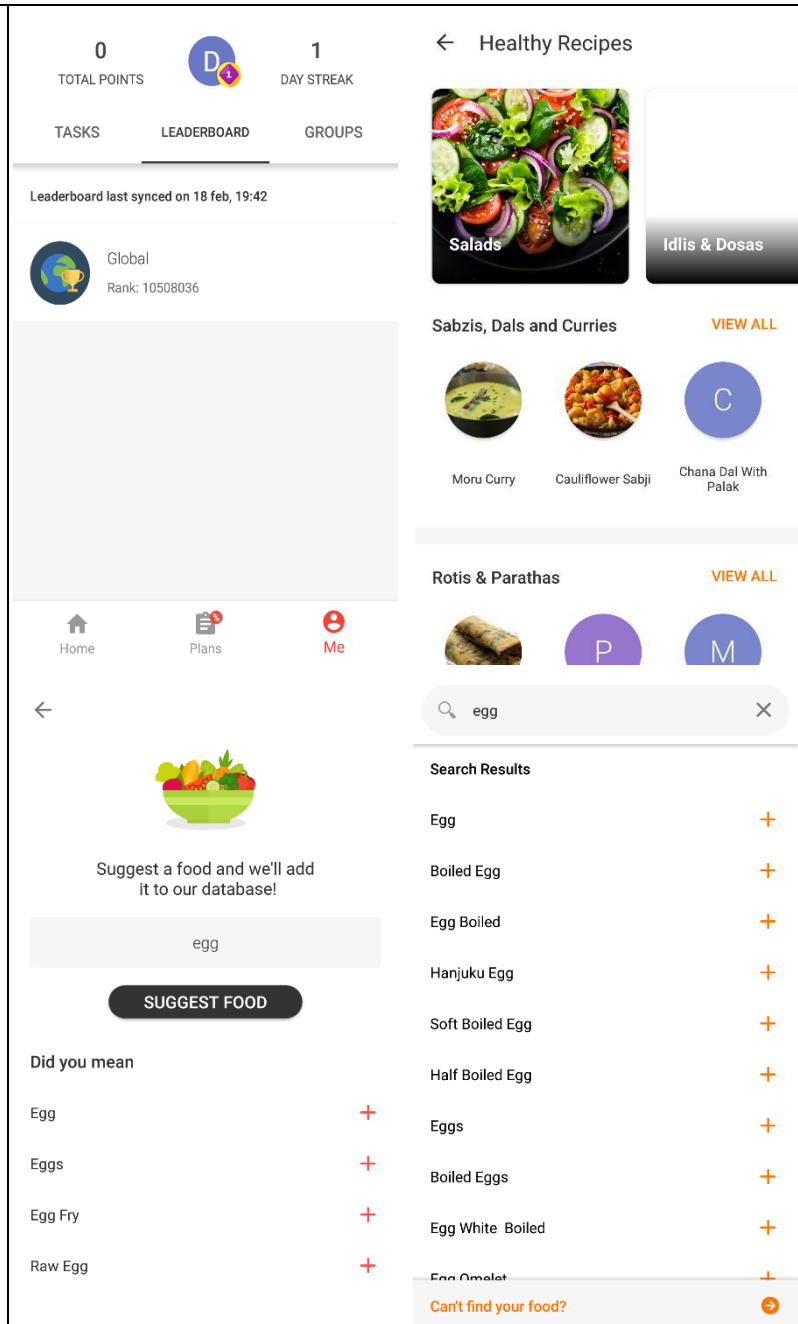 0
TOTAL POINTS
D
1
1
DAY STREAK
TASKS
LEADERBOARD
GROUPS
Leaderboard last synced on 18 feb, 19:42
Global
Rank: 10508036
Home
Plans
%
Me
Healthy Recipes
Salads
Idlis & Dosas
Sabzis, Dals and Curries
VIEW ALL
Moru Curry
Cauliflower Sabji
C
Chana Dal With
Palak
Rotis & Parathas
VIEW ALL
P
M
Suggest a food and we'll add
it to our database!
egg
SUGGEST FOOD
Did you mean
Egg
Eggs
Egg Fry
Raw Egg
egg
Search Results
Egg
Boiled Egg
Egg Boiled
Hanjuku Egg
Soft Boiled Egg
Half Boiled Egg
Eggs
Boiled Eggs
Egg White  Boiled
Egg Omelet
Can't find your food?